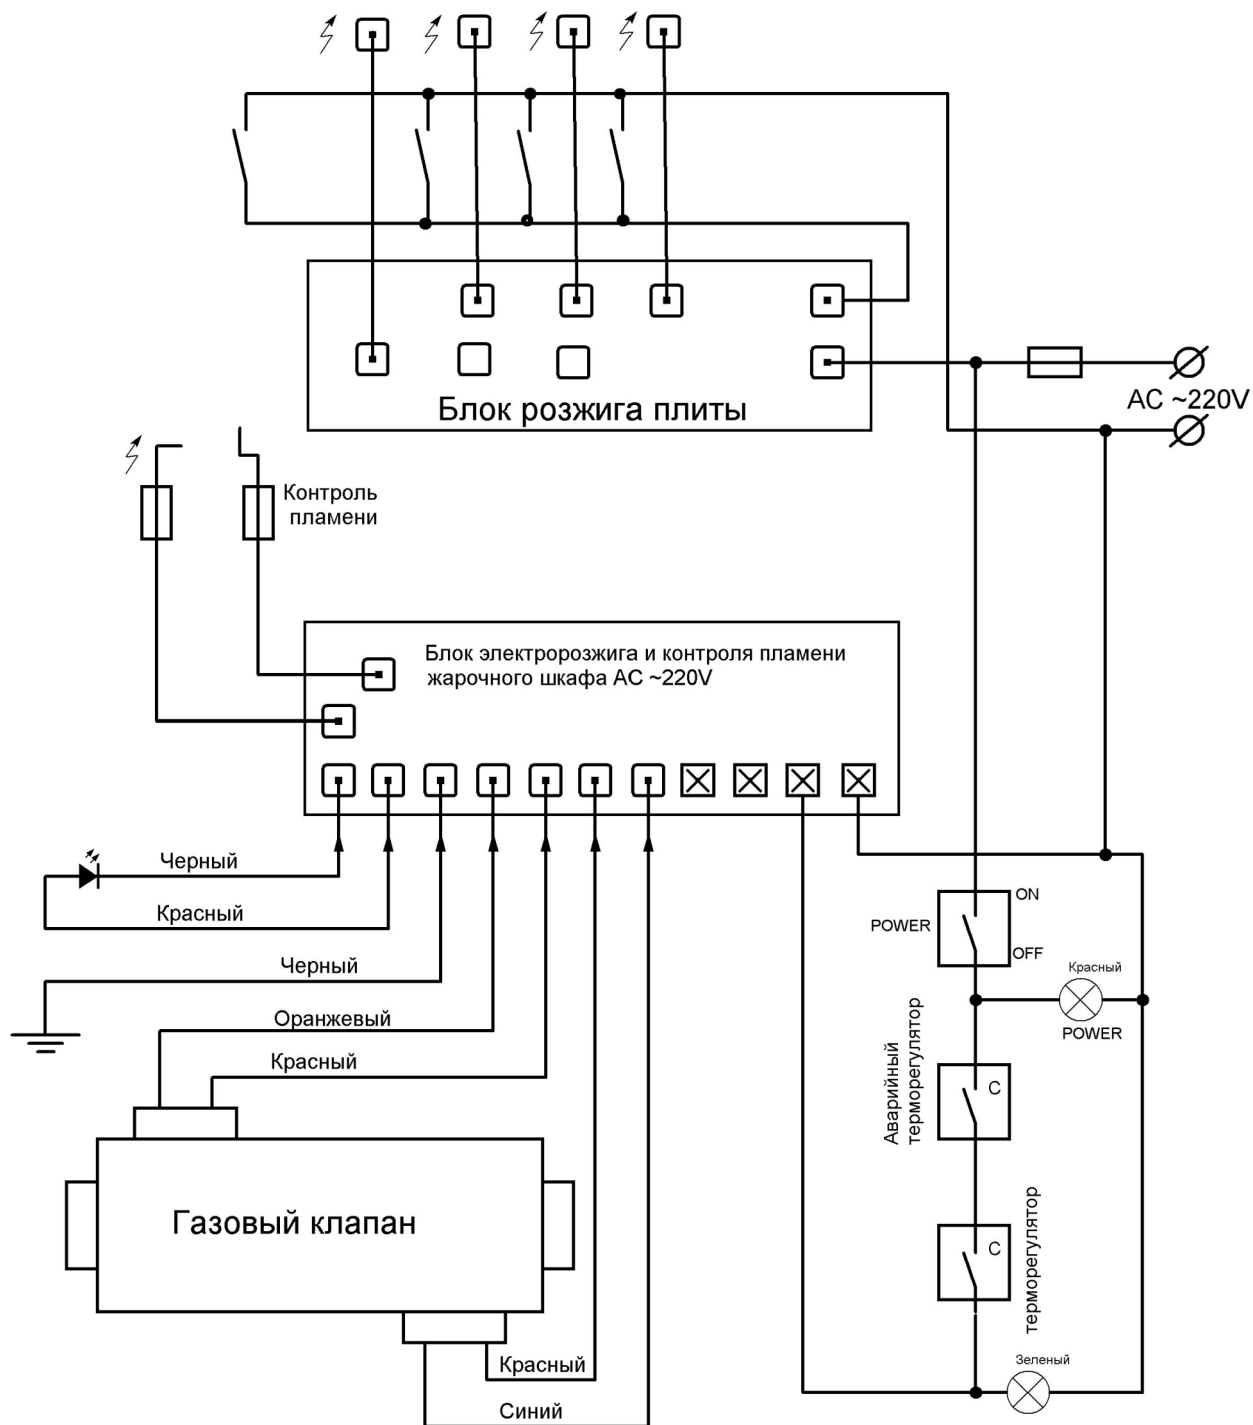 Блок розжига плиты
AC ~220V
Контроль
пламени
Блок электророзжига и контроля пламени
жарочного шкафа AC ~220V
Черный
Красный
Черный
Оранжевый
Красный
Газовый клапан
Красный
Синий
ON
POWER
OFF
Красный
POWER
Аварийный
терморегулятор
C
терморегулятор
C
Зеленый